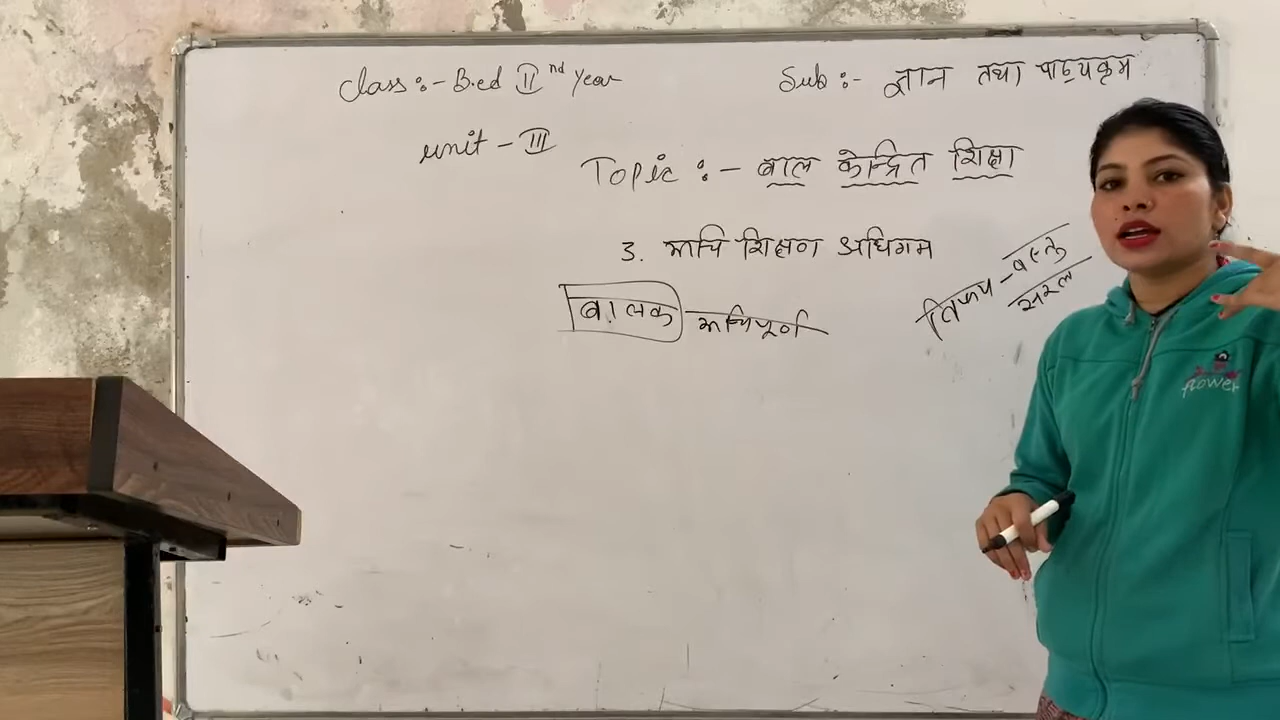 Class :- B.ed II nd Year
Sub :- ज्ञान तथा पाठ्यक्रम
unit - III
Topic :- बाल केन्द्रित शिक्षा
3. रूचि शिक्षण अधिगम
बालक रूचिपूर्ण
विषय - वस्तु
सरल
flower